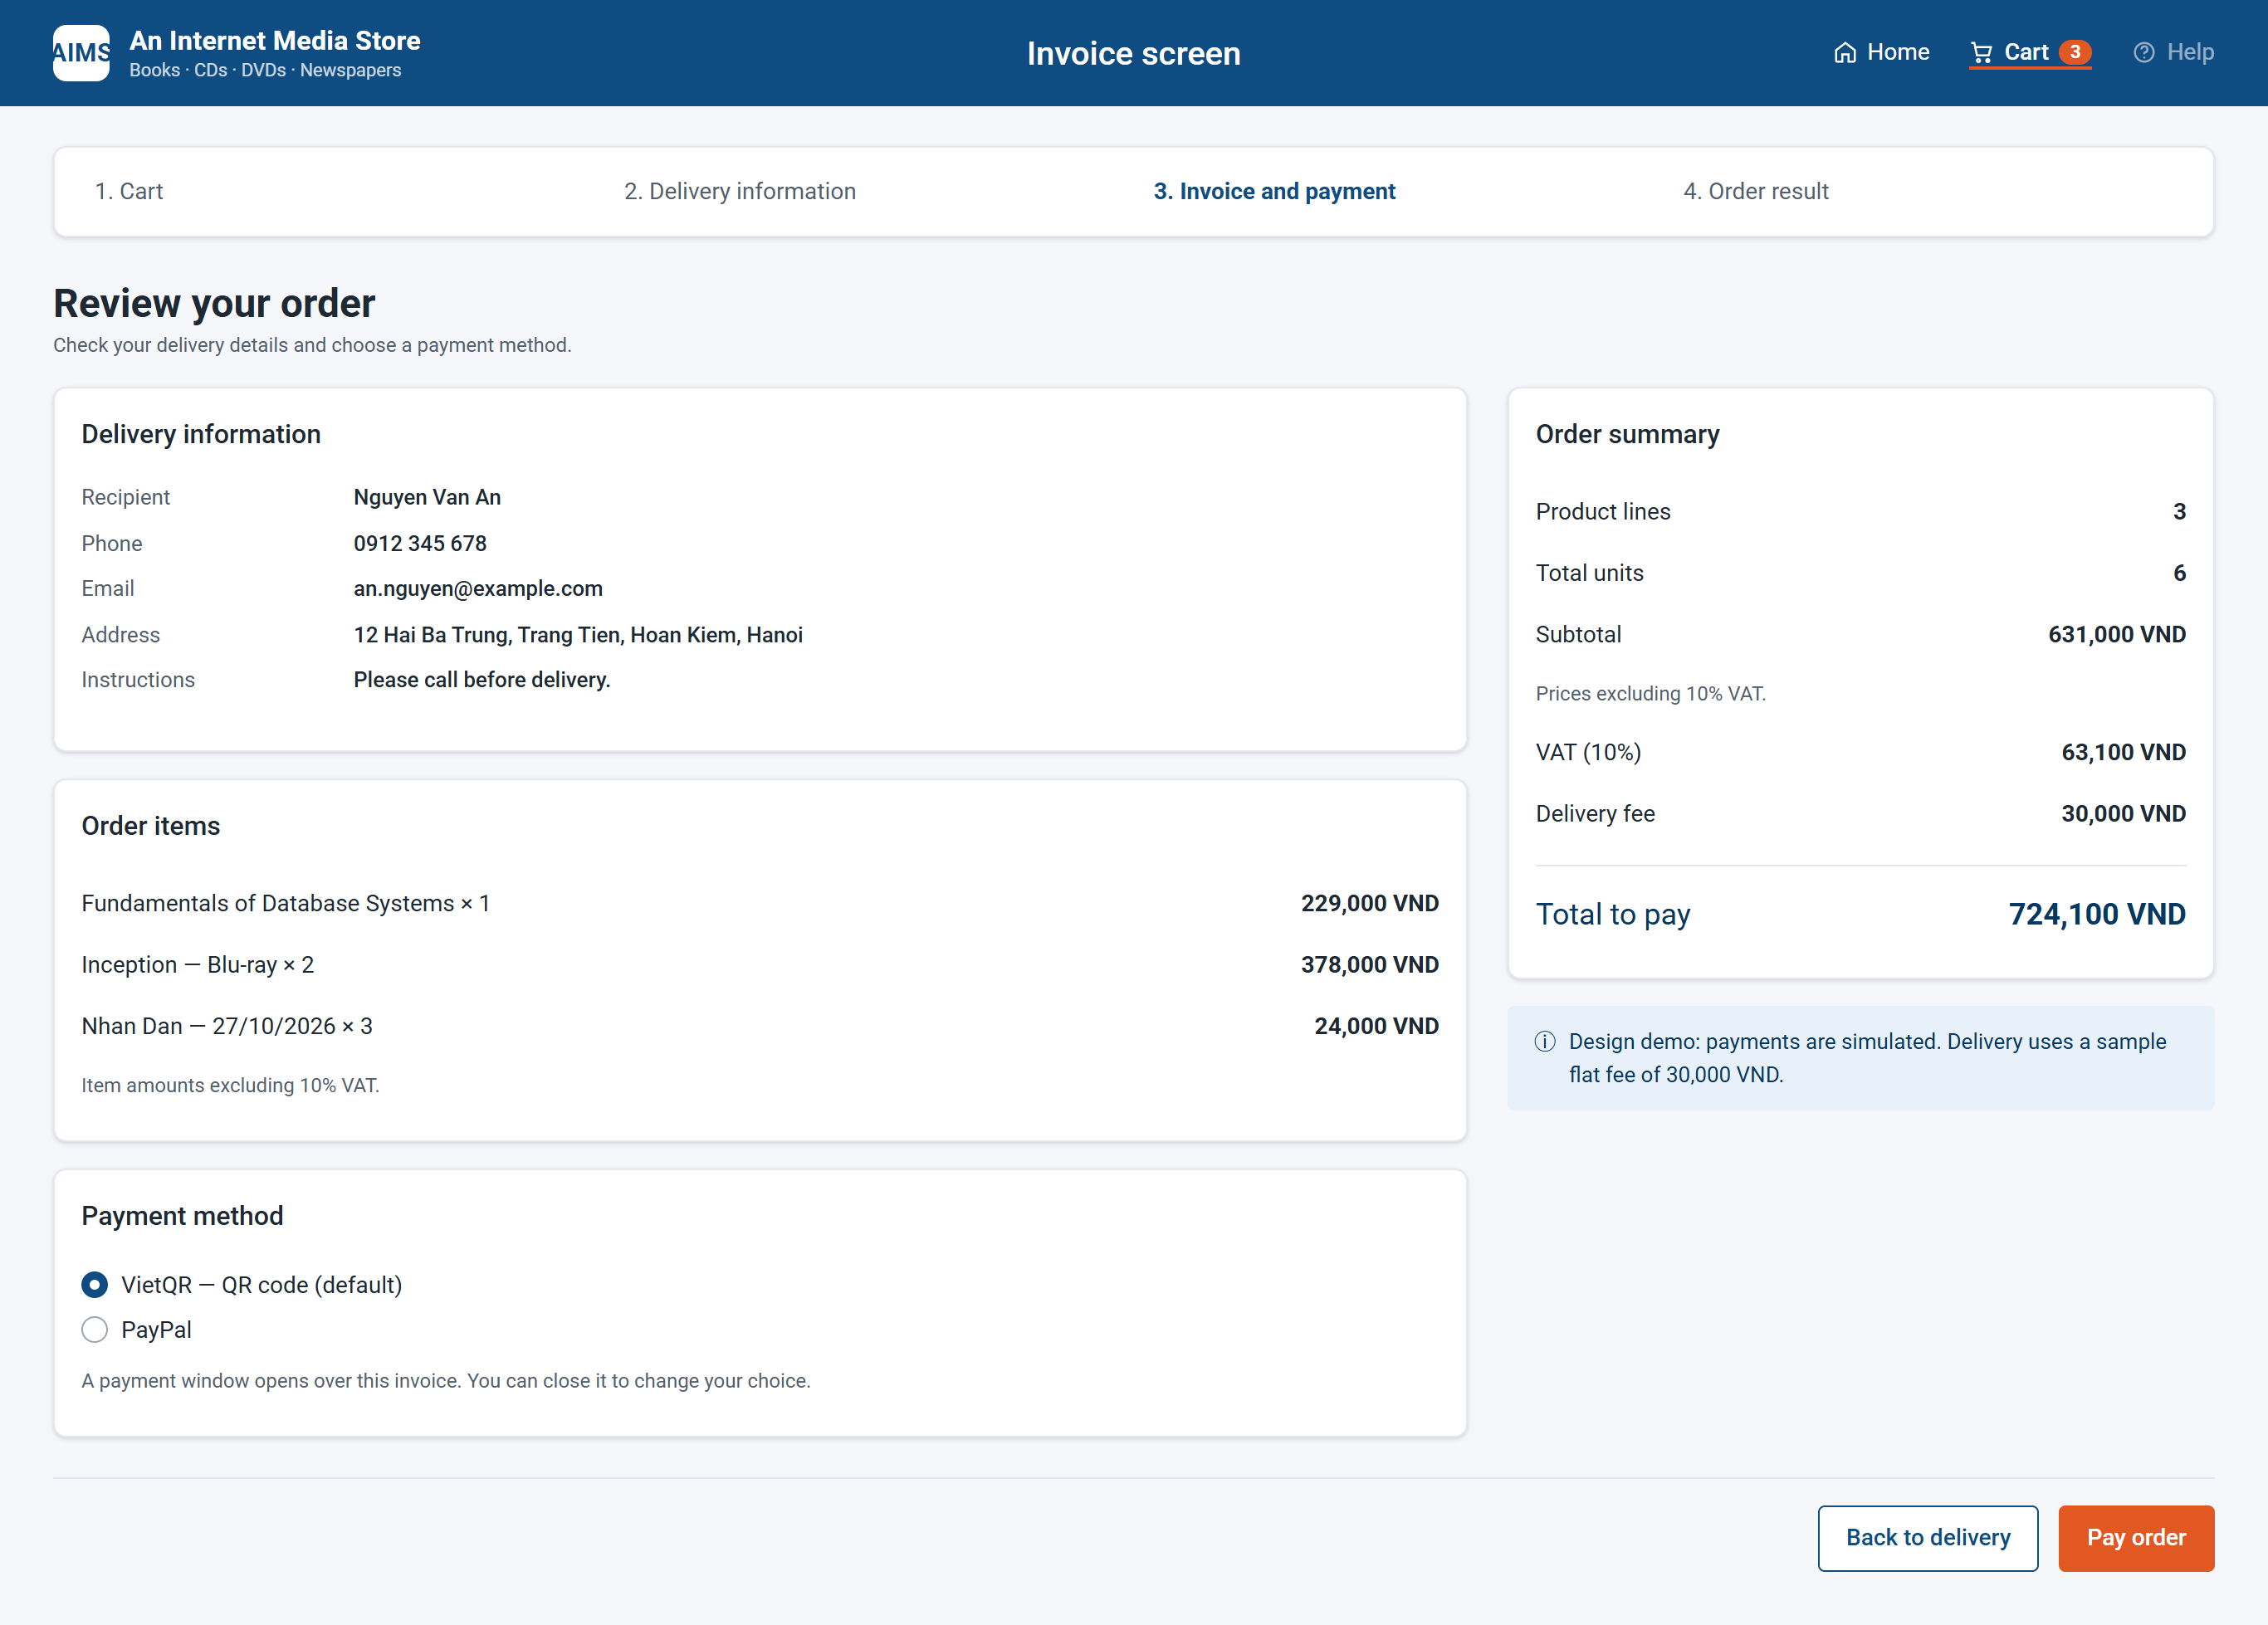 AIMS
An Internet Media Store
Books · CDs · DVDs · Newspapers
Invoice screen
Home
Cart 3
Help
1. Cart
2. Delivery information
3. Invoice and payment
4. Order result
Review your order
Check your delivery details and choose a payment method.
Delivery information
Recipient Nguyen Van An
Phone 0912 345 678
Email an.nguyen@example.com
Address 12 Hai Ba Trung, Trang Tien, Hoan Kiem, Hanoi
Instructions Please call before delivery.
Order items
Fundamentals of Database Systems × 1 229,000 VND
Inception — Blu-ray × 2 378,000 VND
Nhan Dan — 27/10/2026 × 3 24,000 VND
Item amounts excluding 10% VAT.
Payment method
VietQR — QR code (default)
PayPal
A payment window opens over this invoice. You can close it to change your choice.
Order summary
Product lines 3
Total units 6
Subtotal 631,000 VND
Prices excluding 10% VAT.
VAT (10%) 63,100 VND
Delivery fee 30,000 VND
Total to pay 724,100 VND
Design demo: payments are simulated. Delivery uses a sample
flat fee of 30,000 VND.
Back to delivery
Pay order